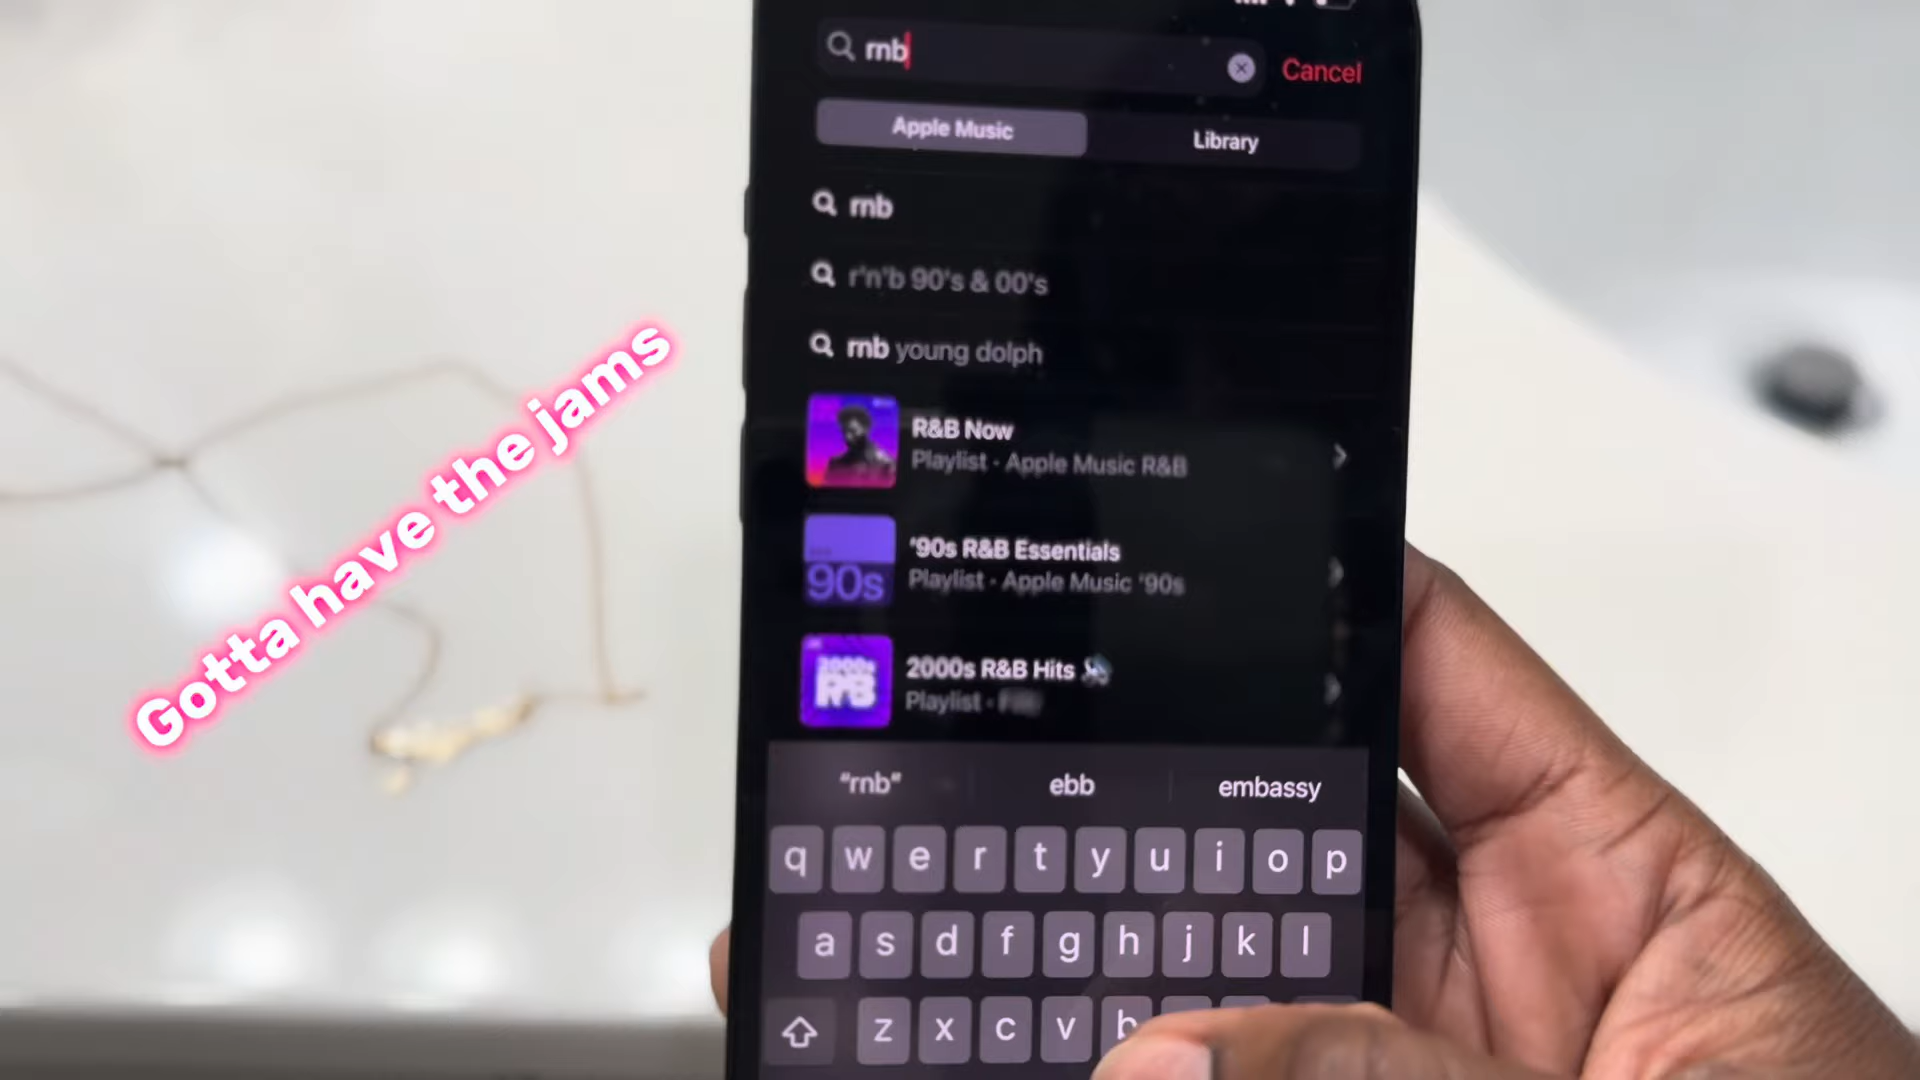 rnb
Cancel
Apple Music
Library
rnb
r'n'b 90's & 00's
rnb young dolph
R&B Now
Playlist · Apple Music R&B
'90s R&B Essentials
Playlist · Apple Music '90s
90s
2000s R&B Hits
Playlist ·
2000s
R&B
Gotta have the jams
"rnb"
ebb
embassy
q w e r t y u i o p
a s d f g h j k l
z x c v b